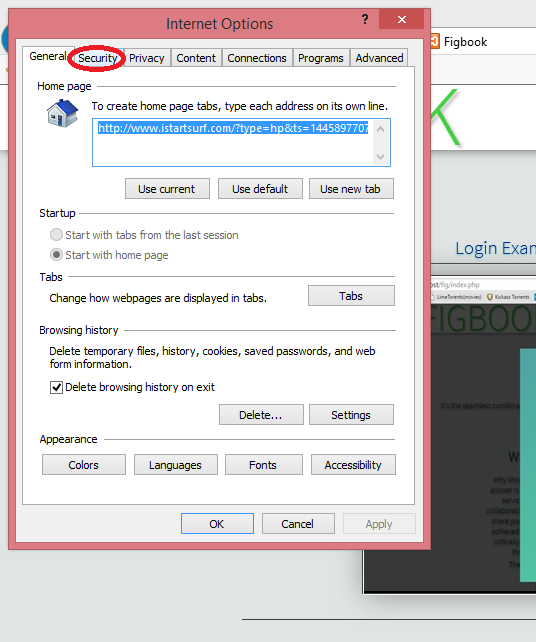 Internet Options
?
x
Figbook
General
Security
Privacy
Content
Connections
Programs
Advanced
K
Home page
To create home page tabs, type each address on its own line.
http://www.istartsurf.com/?type=hp&ts=1445897707
Use current
Use default
Use new tab
Startup
Start with tabs from the last session
Start with home page
Login Exam
Tabs
Change how webpages are displayed in tabs.
Tabs
ost/fig/index.php
LimeTorrents(movies)
Kickass Torrents
FIGBOO
Browsing history
Delete temporary files, history, cookies, saved passwords, and web
form information.
Delete browsing history on exit
Delete...
Settings
It's the seamless combine
Appearance
Colors
Languages
Fonts
Accessibility
W
Why sho
answer is
servic
collaborati
share you
achieved
critically
th
The
OK
Cancel
Apply